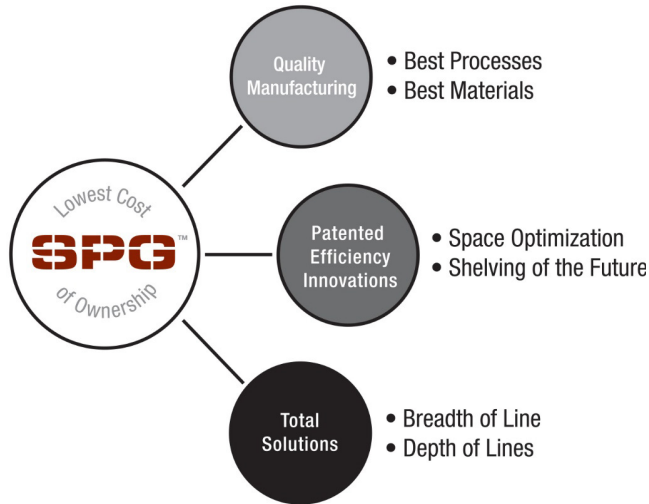 Quality
Manufacturing
• Best Processes
• Best Materials
Lowest Cost
SPG™
of Ownership
Patented
Efficiency
Innovations
• Space Optimization
• Shelving of the Future
Total
Solutions
• Breadth of Line
• Depth of Lines